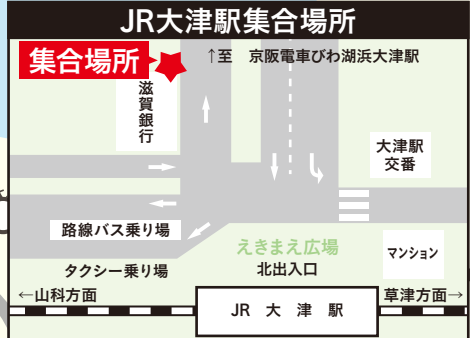 JR大津駅集合場所
集合場所
↑至 京阪電車びわ湖浜大津駅
滋賀銀行
大津駅
交番
路線バス乗り場
えきまえ広場
マンション
タクシー乗り場
北出入口
←山科方面
草津方面→
JR 大 津 駅